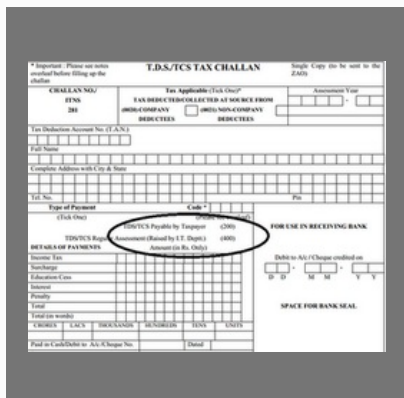 * Important : Please see notes
overleaf before filling up the
challan
T.D.S./TCS TAX CHALLAN
Single Copy (to be sent to the
ZAO)
CHALLAN NO./
ITNS
281
Tax Applicable (Tick One)*
TAX DEDUCTED/COLLECTED AT SOURCE FROM
(0020) COMPANY
DEDUCTEES
(0021) NON-COMPANY
DEDUCTEES
Assessment Year
-
Tax Deduction Account No. (T.A.N.)
Full Name
Complete Address with City & State
Tel. No.
Pin
Type of Payment
Code *
(Tick One)
TDS/TCS Payable by Taxpayer (200)
TDS/TCS Regular Assessment (Raised by I.T. Deptt.) (400)
FOR USE IN RECEIVING BANK
DETAILS OF PAYMENTS
Amount (in Rs. Only)
Debit to A/c / Cheque credited on
Income Tax
Surcharge
Education Cess
Interest
Penalty
Total
Total (in words)
- -
D D M M Y Y
SPACE FOR BANK SEAL
CRORES LACS THOUSANDS HUNDREDS TENS UNITS
Paid in Cash/Debit to A/c /Cheque No.
Dated